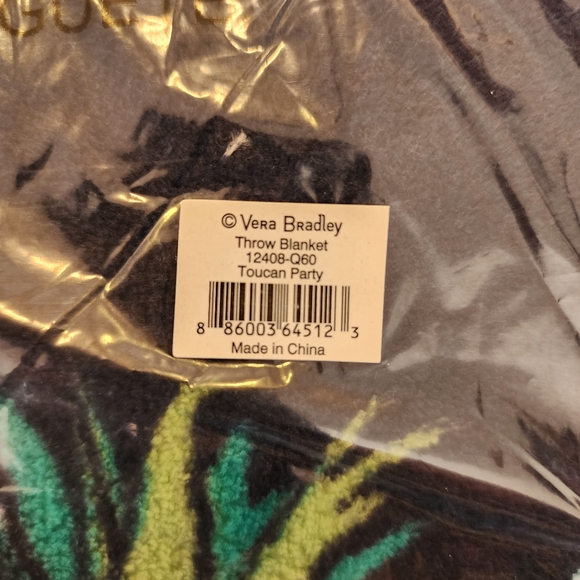 © Vera Bradley
Throw Blanket
12408-Q60
Toucan Party
8 86003 64512 3
Made in China